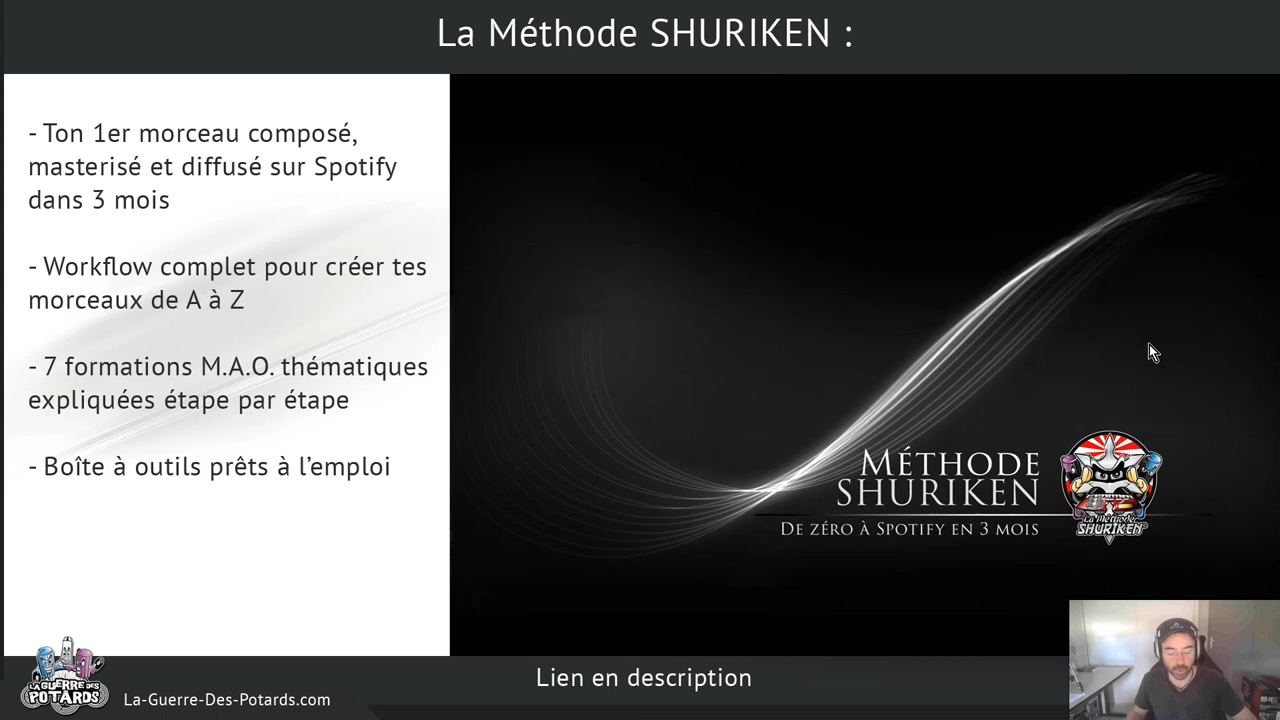 La Méthode SHURIKEN :
- Ton 1er morceau composé,
masterisé et diffusé sur Spotify
dans 3 mois
- Workflow complet pour créer tes
morceaux de A à Z
- 7 formations M.A.O. thématiques
expliquées étape par étape
- Boîte à outils prêts à l’emploi
MÉTHODE
SHURIKEN
DE ZÉRO À SPOTIFY EN 3 MOIS
La Méthode
SHURIKEN
Lien en description
LA GUERRE DES
POTARDS
La-Guerre-Des-Potards.com